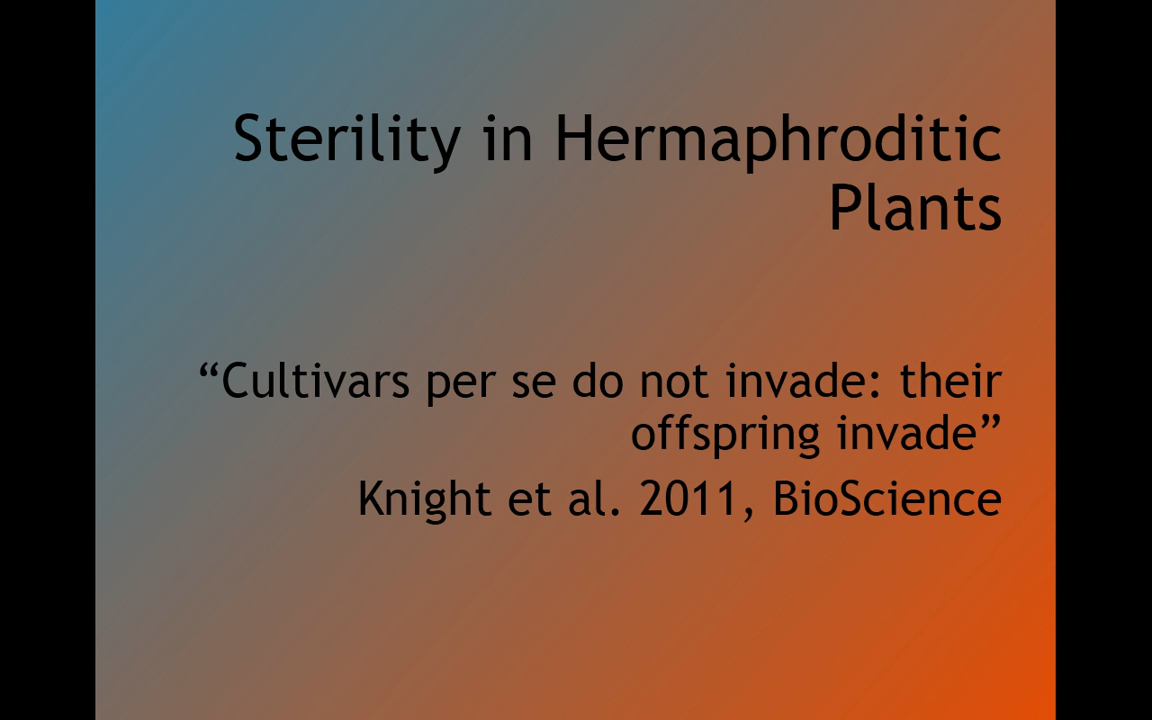 Sterility in Hermaphroditic
Plants
“Cultivars per se do not invade: their
offspring invade”
Knight et al. 2011, BioScience